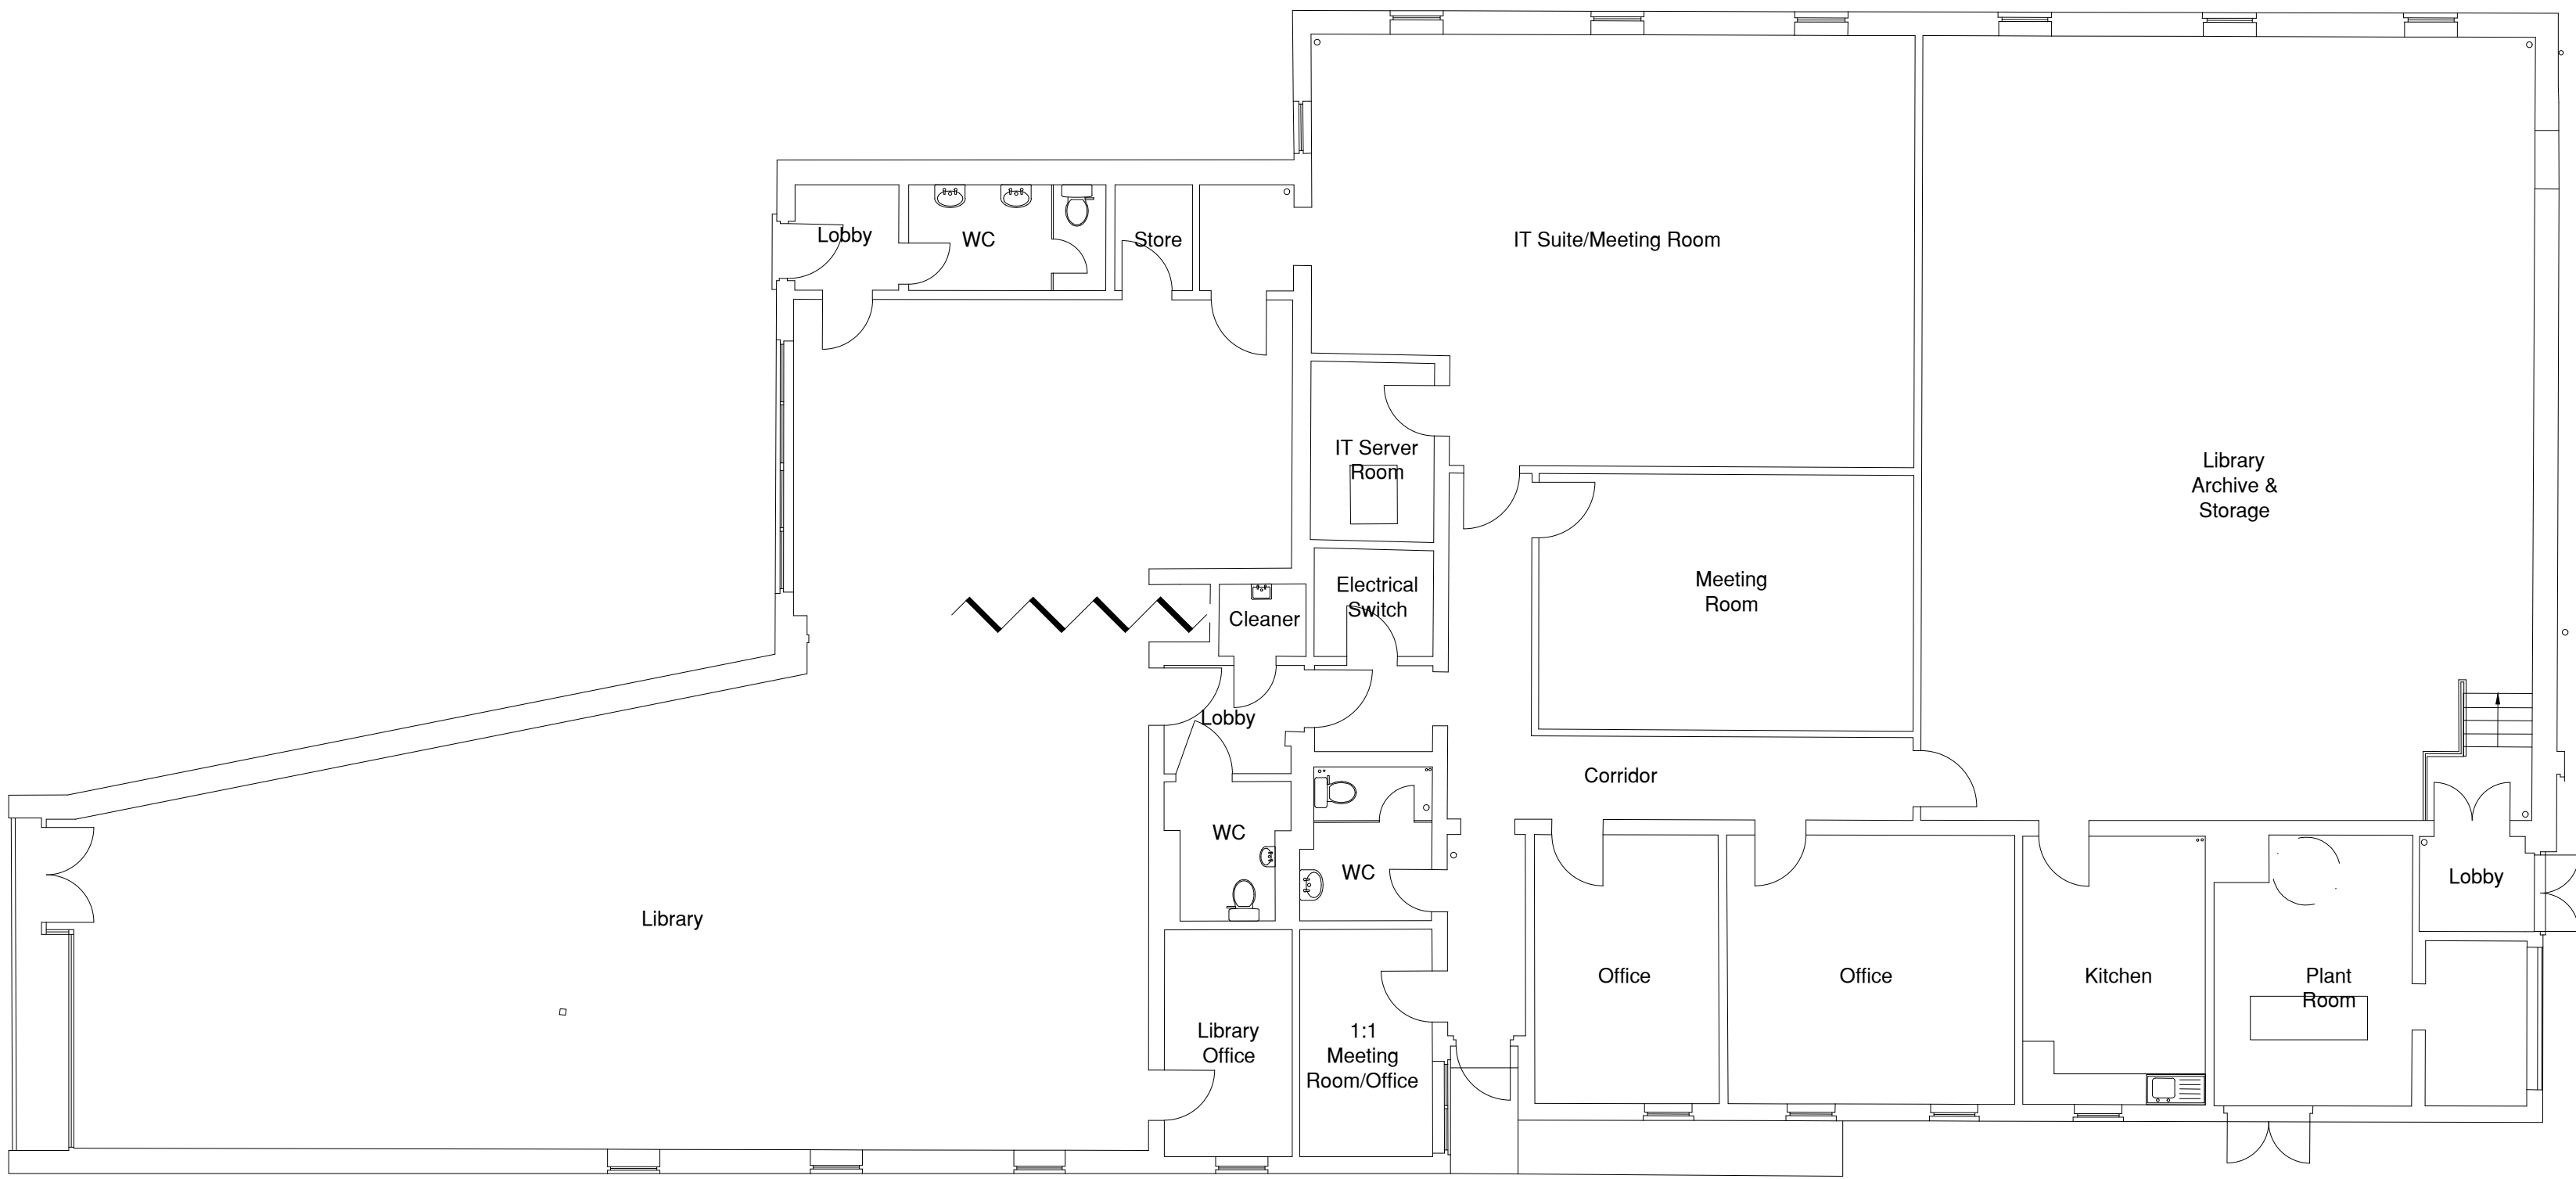 Lobby
WC
Store
IT Suite/Meeting Room
IT Server
Room
Library
Archive &
Storage
Electrical
Switch
Meeting
Room
Cleaner
Lobby
Corridor
WC
WC
Lobby
Library
Office
Office
Kitchen
Plant
Room
Library
Office
1:1
Meeting
Room/Office